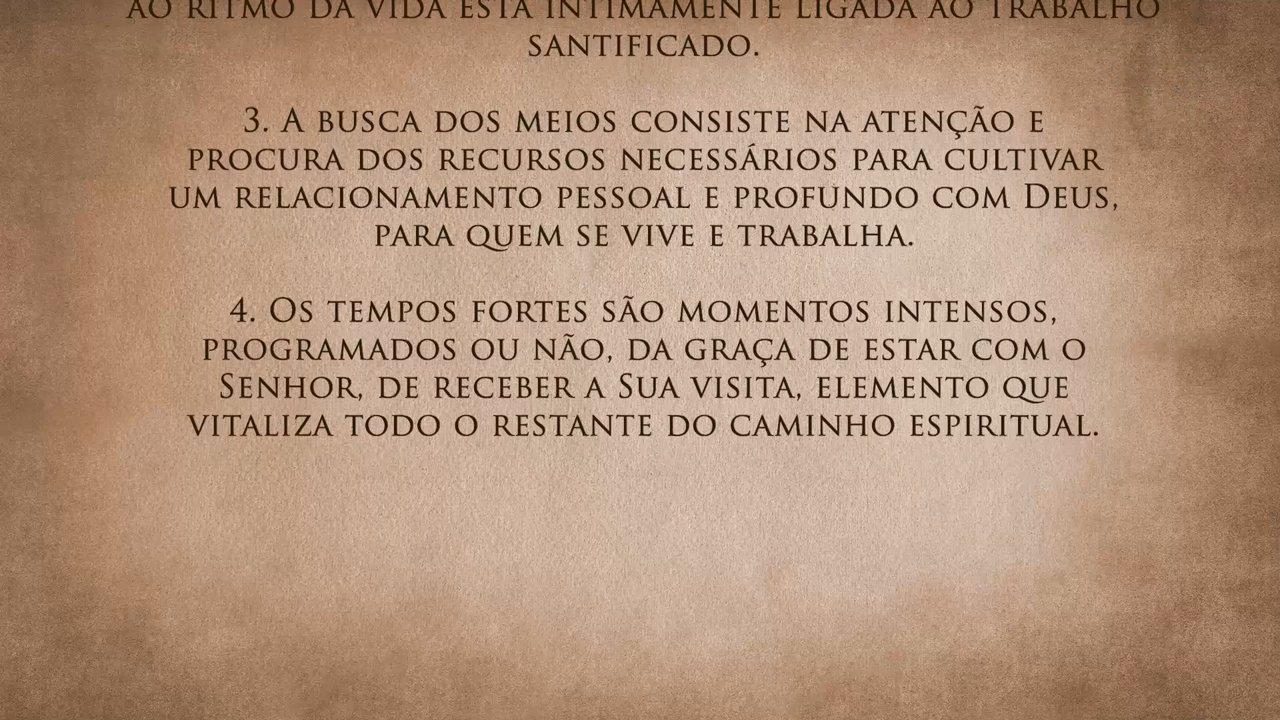 AO RITMO DA VIDA ESTÁ INTIMAMENTE LIGADA AO TRABALHO
SANTIFICADO.
3. A BUSCA DOS MEIOS CONSISTE NA ATENÇÃO E
PROCURA DOS RECURSOS NECESSÁRIOS PARA CULTIVAR
UM RELACIONAMENTO PESSOAL E PROFUNDO COM DEUS,
PARA QUEM SE VIVE E TRABALHA.
4. OS TEMPOS FORTES SÃO MOMENTOS INTENSOS,
PROGRAMADOS OU NÃO, DA GRAÇA DE ESTAR COM O
SENHOR, DE RECEBER A SUA VISITA, ELEMENTO QUE
VITALIZA TODO O RESTANTE DO CAMINHO ESPIRITUAL.